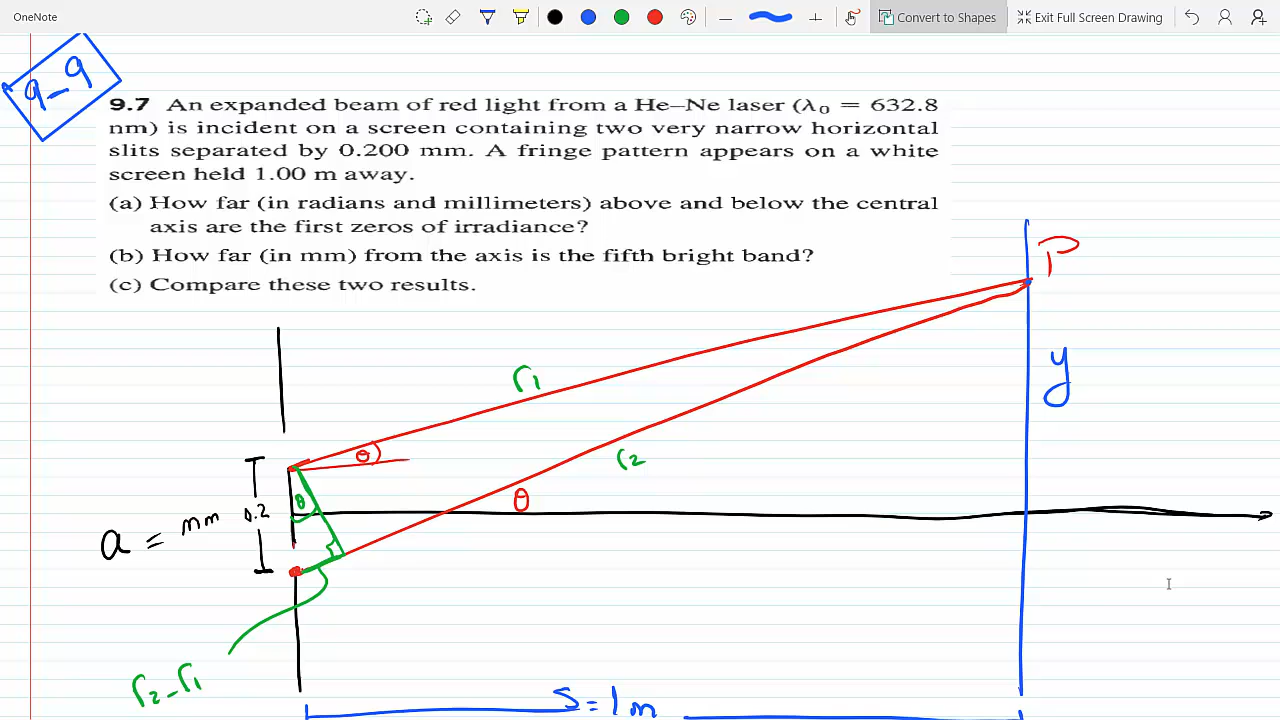 OneNote
Convert to Shapes
Exit Full Screen Drawing
9-9
9.7 An expanded beam of red light from a He–Ne laser (λ₀ = 632.8
nm) is incident on a screen containing two very narrow horizontal
slits separated by 0.200 mm. A fringe pattern appears on a white
screen held 1.00 m away.
(a) How far (in radians and millimeters) above and below the central
axis are the first zeros of irradiance?
(b) How far (in mm) from the axis is the fifth bright band?
(c) Compare these two results.
P
y
r₁
θ
r₂
θ
θ
a = mm 0.2
r₂-r₁
S = 1 m